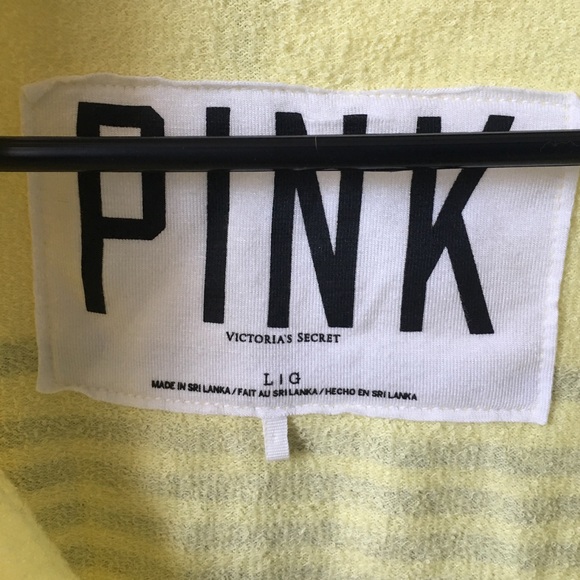 PINK
VICTORIA'S SECRET
L | G
MADE IN SRI LANKA / FAIT AU SRI LANKA / HECHO EN SRI LANKA